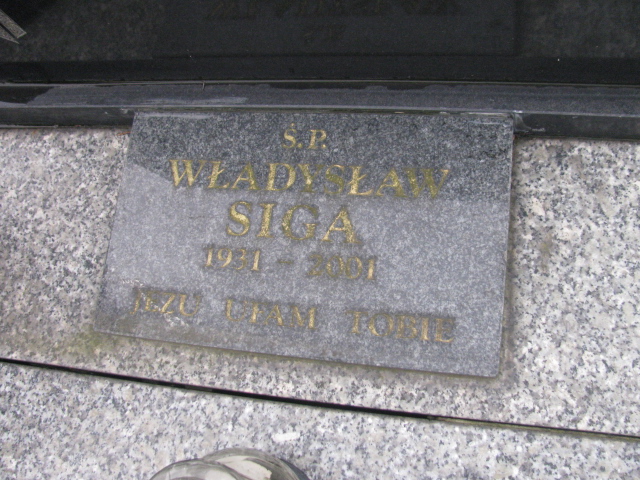 Ś.P.
WŁADYSŁAW
SIGA
1931 - 2001
JEZU UFAM TOBIE